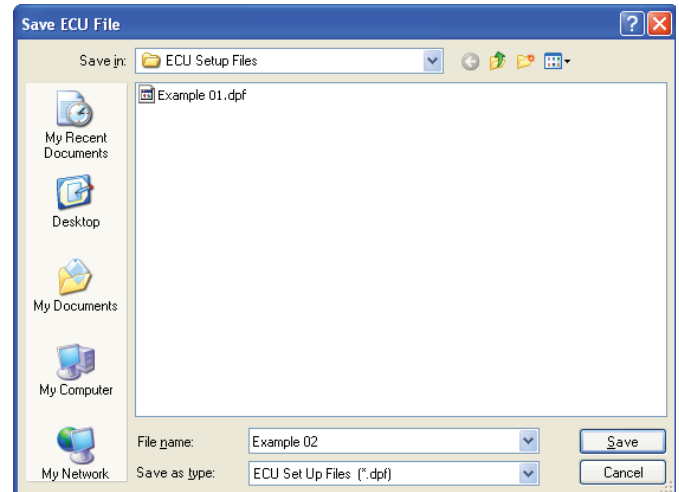 Save ECU File
Save in: ECU Setup Files
Example 01.dpf
My Recent
Documents
Desktop
My Documents
My Computer
My Network
File name: Example 02 Save
Save as type: ECU Set Up Files (*.dpf) Cancel